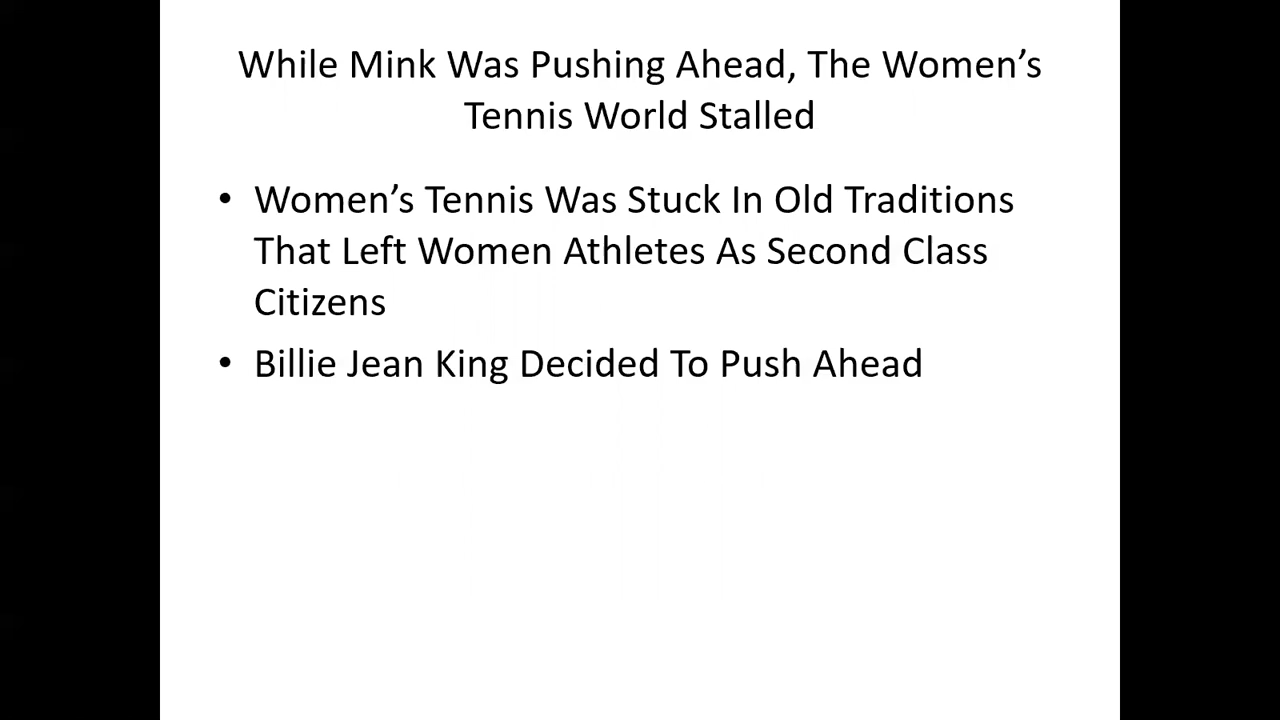 While Mink Was Pushing Ahead, The Women’s
Tennis World Stalled
• Women’s Tennis Was Stuck In Old Traditions
That Left Women Athletes As Second Class
Citizens
• Billie Jean King Decided To Push Ahead